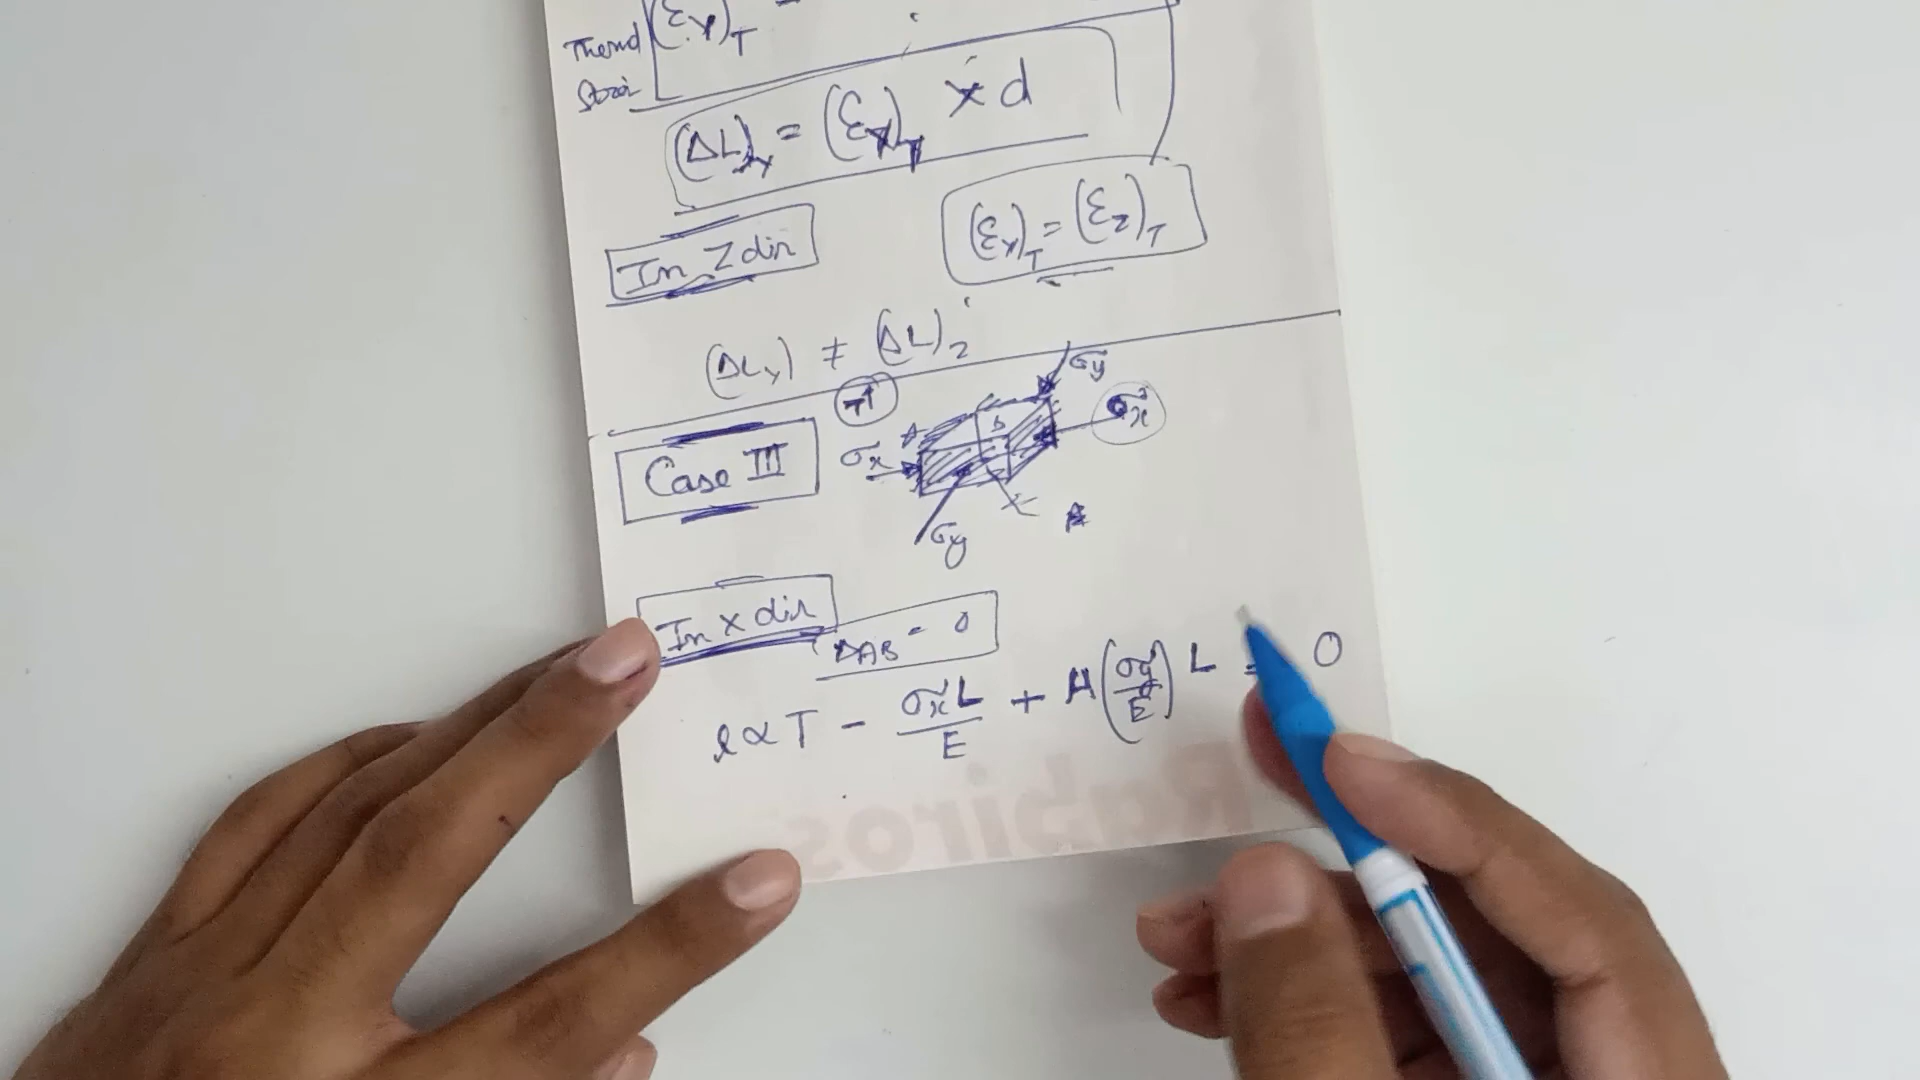 (εy)T =
Strain
(ΔL)y = (εy)T × d
In Z dir
(εy)T = (εz)T
(ΔLy) ≠ (ΔL)z
T↑
σy
Case III
σx
σx
σy
In x dir
ΔAB = 0
lαT - σxL/E + μ(σy/E) L = 0
Rabiros